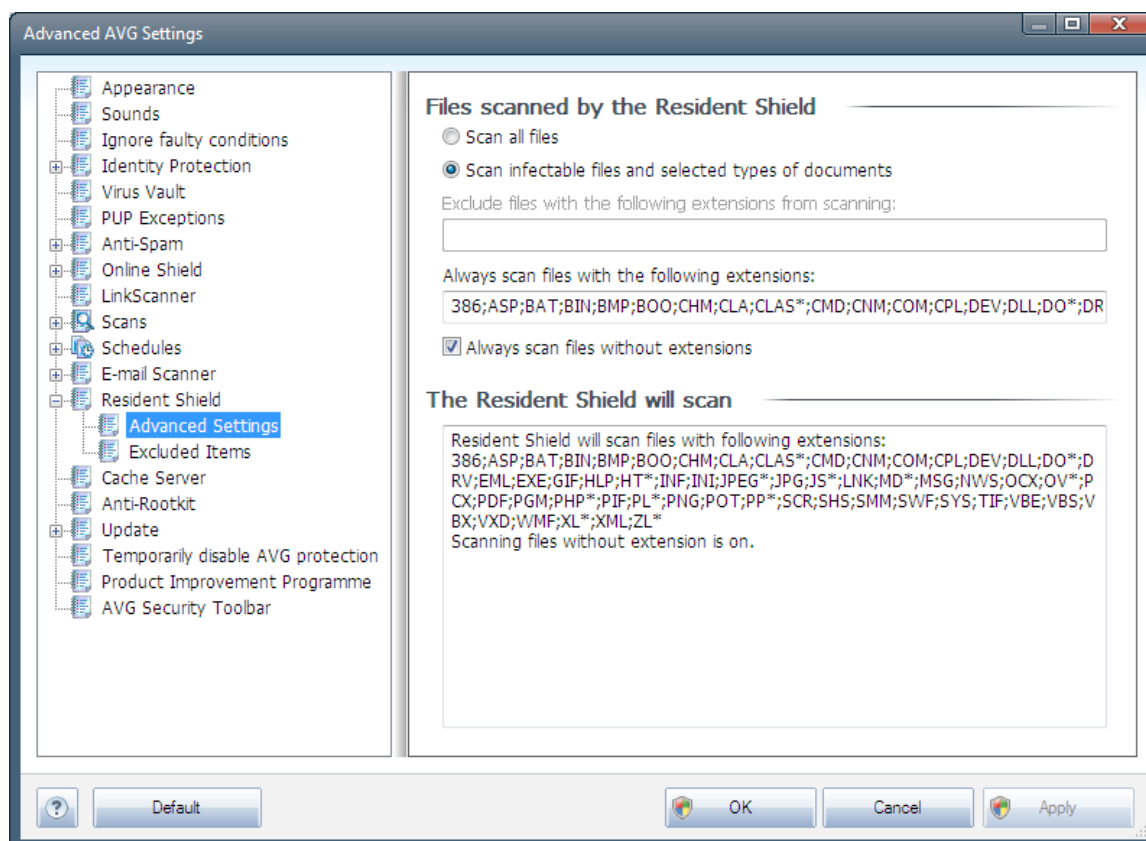 Advanced AVG Settings
Appearance
Sounds
Ignore faulty conditions
Identity Protection
Virus Vault
PUP Exceptions
Anti-Spam
Online Shield
LinkScanner
Scans
Schedules
E-mail Scanner
Resident Shield
Advanced Settings
Excluded Items
Cache Server
Anti-Rootkit
Update
Temporarily disable AVG protection
Product Improvement Programme
AVG Security Toolbar
Files scanned by the Resident Shield
Scan all files
Scan infectable files and selected types of documents
Exclude files with the following extensions from scanning:
Always scan files with the following extensions:
386;ASP;BAT;BIN;BMP;BOO;CHM;CLA;CLAS*;CMD;CNM;COM;CPL;DEV;DLL;DO*;DR
Always scan files without extensions
The Resident Shield will scan
Resident Shield will scan files with following extensions:
386;ASP;BAT;BIN;BMP;BOO;CHM;CLA;CLAS*;CMD;CNM;COM;CPL;DEV;DLL;DO*;D
RV;EML;EXE;GIF;HLP;HT*;INF;INI;JPEG*;JPG;JS*;LNK;MD*;MSG;NWS;OCX;OV*;P
CX;PDF;PGM;PHP*;PIF;PL*;PNG;POT;PP*;SCR;SHS;SMM;SWF;SYS;TIF;VBE;VBS;V
BX;VXD;WMF;XL*;XML;ZL*
Scanning files without extension is on.
?
Default
OK
Cancel
Apply